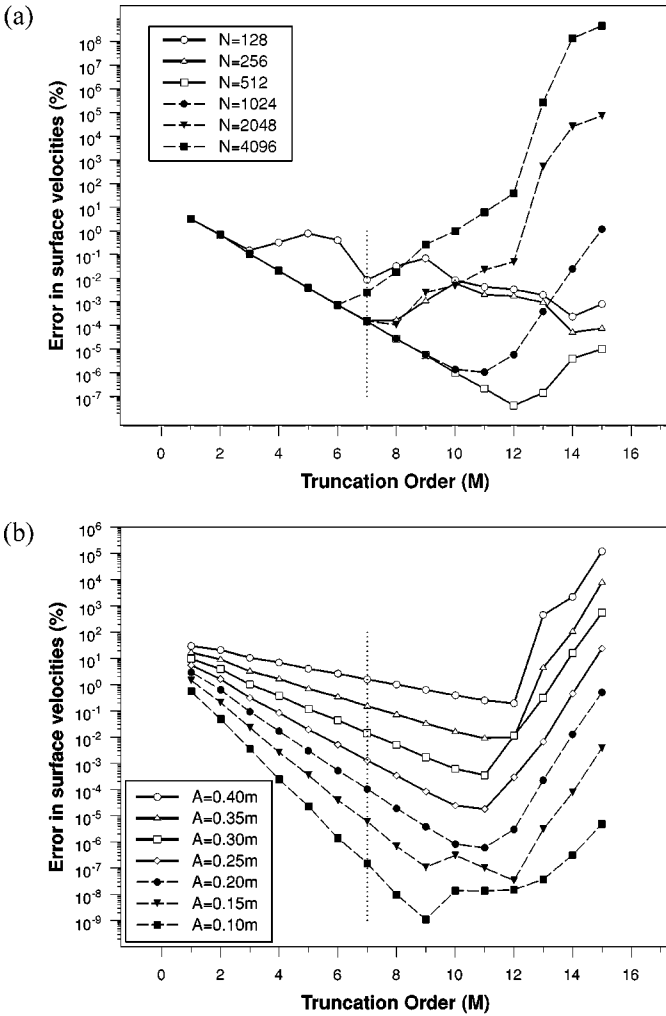 (a)
Error in surface velocities (%)
10^8
10^7
10^6
10^5
10^4
10^3
10^2
10^1
10^0
10^-1
10^-2
10^-3
10^-4
10^-5
10^-6
10^-7
N=128
N=256
N=512
N=1024
N=2048
N=4096
0 2 4 6 8 10 12 14 16
Truncation Order (M)
(b)
Error in surface velocities (%)
10^6
10^5
10^4
10^3
10^2
10^1
10^0
10^-1
10^-2
10^-3
10^-4
10^-5
10^-6
10^-7
10^-8
10^-9
A=0.40m
A=0.35m
A=0.30m
A=0.25m
A=0.20m
A=0.15m
A=0.10m
0 2 4 6 8 10 12 14 16
Truncation Order (M)